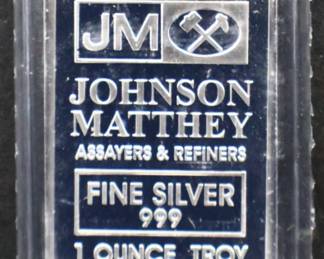 JM
JOHNSON
MATTHEY
ASSAYERS & REFINERS
FINE SILVER
999
1 OUNCE TROY